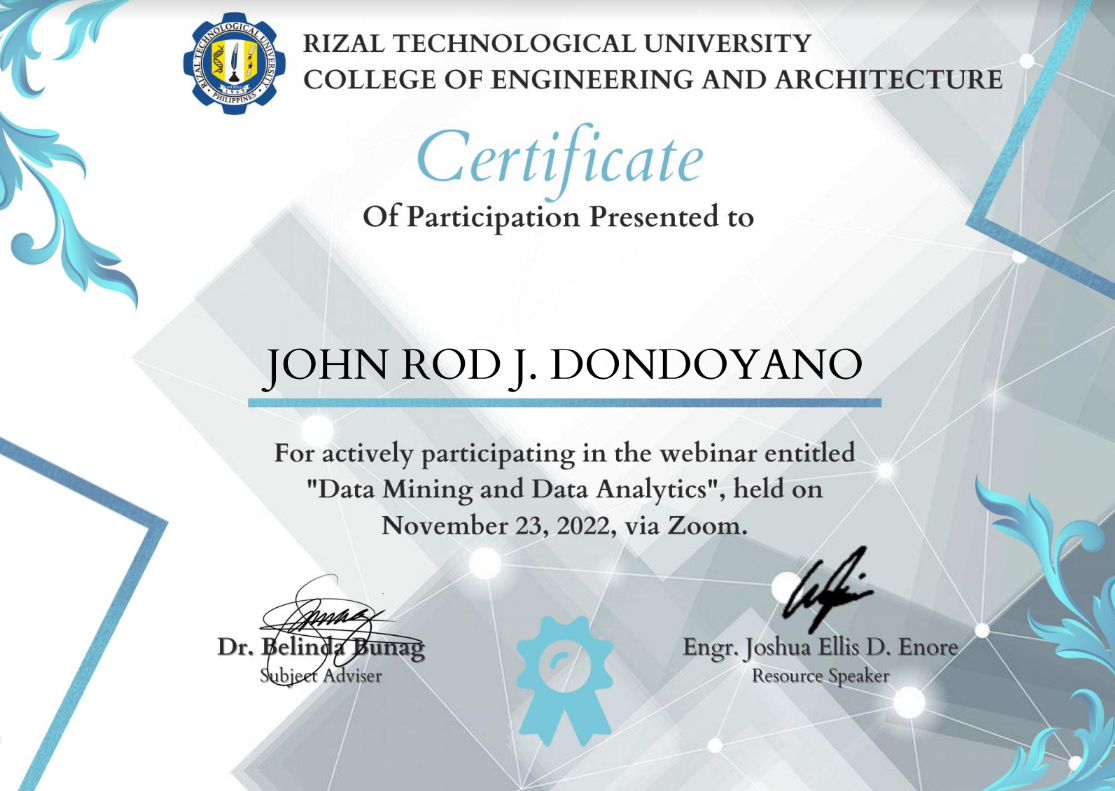 RIZAL TECHNOLOGICAL UNIVERSITY
PHILIPPINES
RIZAL TECHNOLOGICAL UNIVERSITY
COLLEGE OF ENGINEERING AND ARCHITECTURE
Certificate
Of Participation Presented to
JOHN ROD J. DONDOYANO
For actively participating in the webinar entitled
"Data Mining and Data Analytics", held on
November 23, 2022, via Zoom.
Dr. Belinda Bunag
Subject Adviser
Engr. Joshua Ellis D. Enore
Resource Speaker